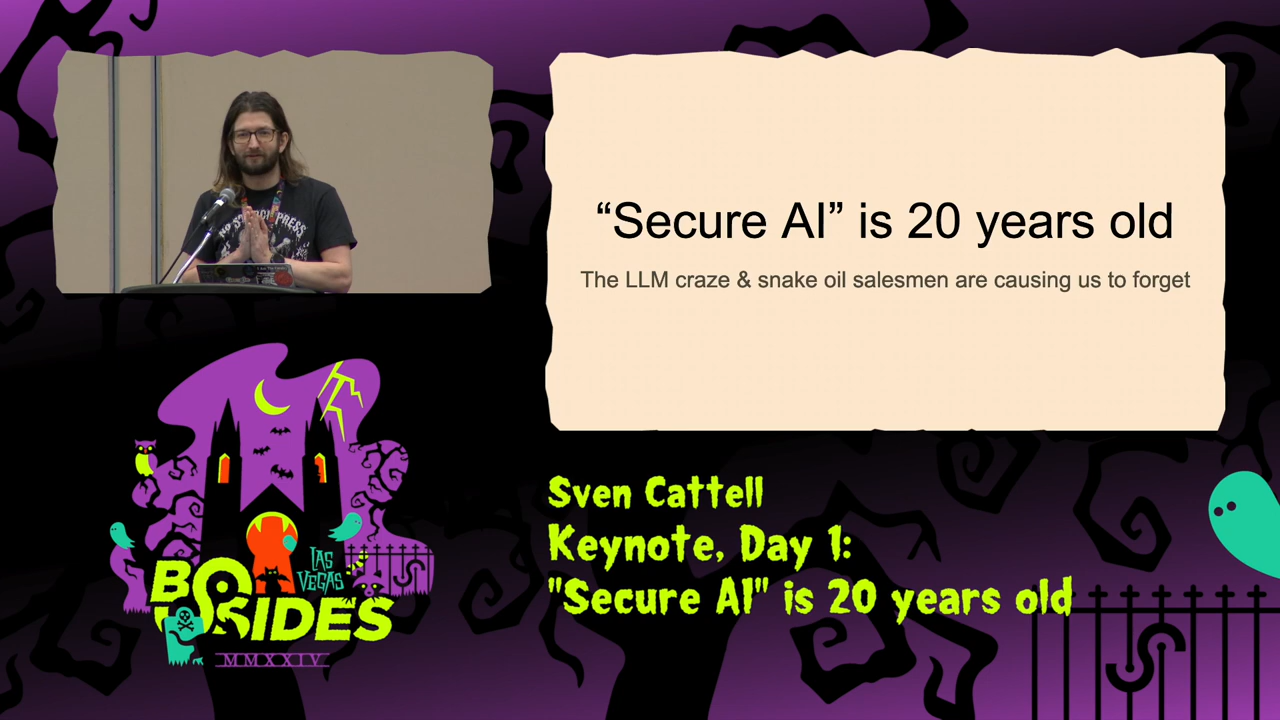 “Secure AI” is 20 years old
The LLM craze & snake oil salesmen are causing us to forget
LAS
VEGAS
BSIDES
MMXXIV
Sven Cattell
Keynote, Day 1:
"Secure AI" is 20 years old